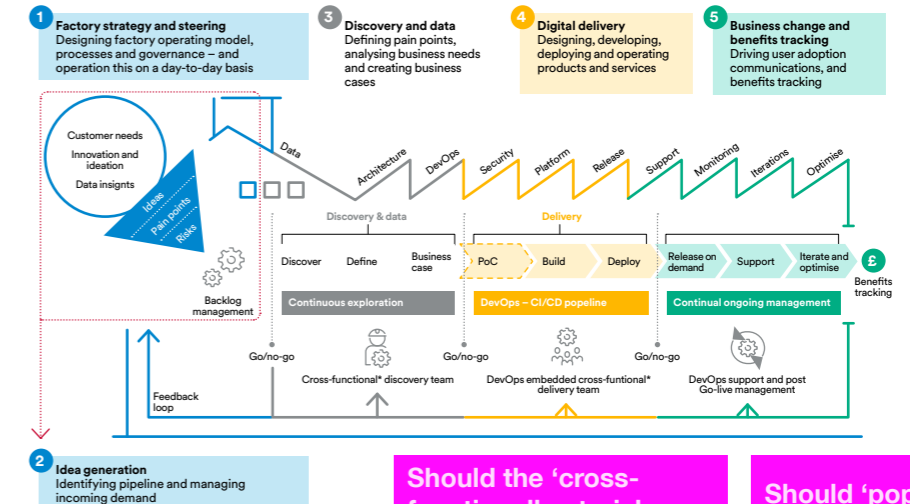 1
Factory strategy and steering
Designing factory operating model,
processes and governance – and
operation this on a day-to-day basis
3
Discovery and data
Defining pain points,
analysing business needs
and creating business
cases
4
Digital delivery
Designing, developing,
deploying and operating
products and services
5
Business change and
benefits tracking
Driving user adoption
communications, and
benefits tracking
Customer needs
Innovation and
ideation
Data insignts
Ideas
Pain points
Risks
Backlog
management
Data
Architecture
DevOps
Security
Platform
Release
Support
Monitoring
Iterations
Optimise
Discovery & data
Delivery
Discover
Define
Business
case
PoC
Build
Deploy
Release on
demand
Support
Iterate and
optimise
£
Benefits
tracking
Continuous exploration
DevOps – CI/CD popeline
Continual ongoing management
Go/no-go
Go/no-go
Go/no-go
Cross-functional* discovery team
DevOps embedded cross-funtional*
delivery team
DevOps support and post
Go-live management
Feedback
loop
2
Idea generation
Identifying pipeline and managing
incoming demand
Should the ‘cross-
Should ‘pop